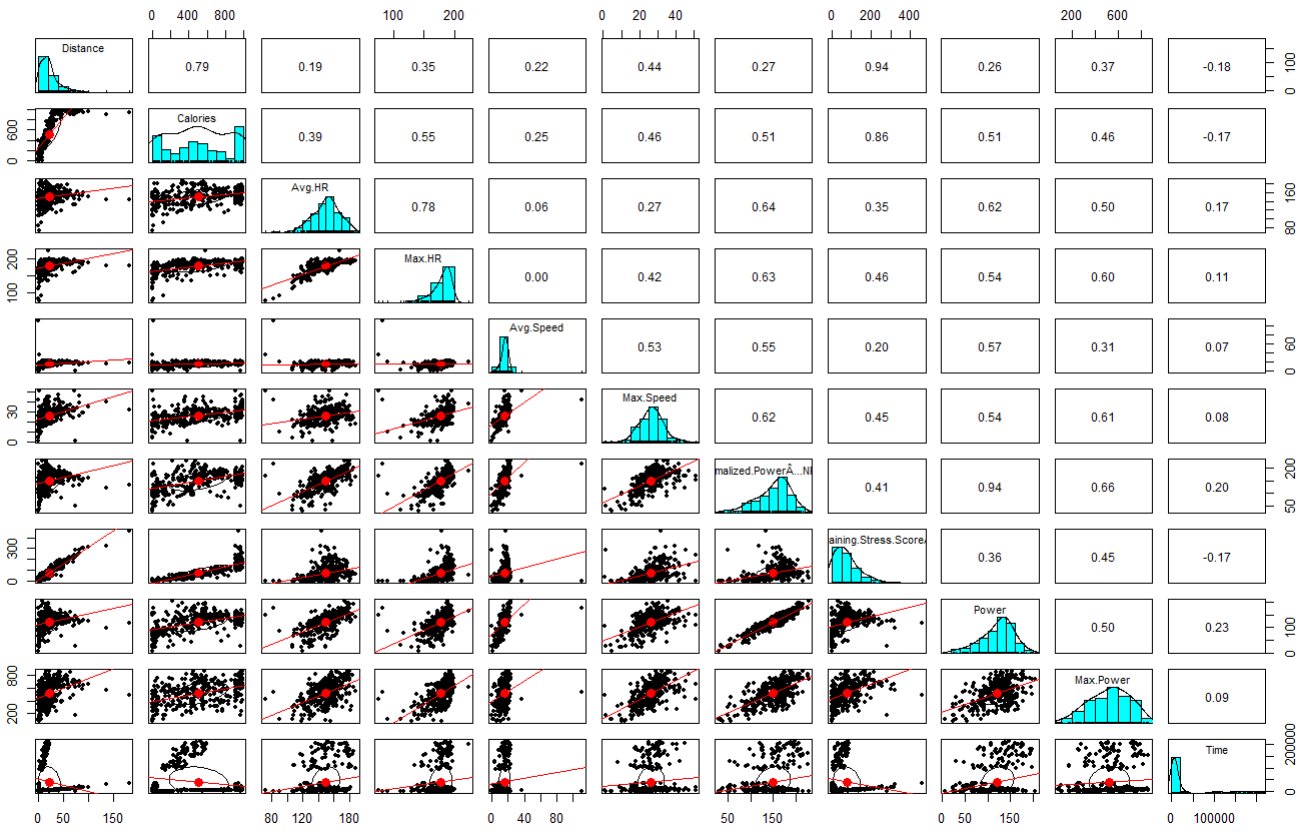 0 400 800 100 200 0 20 40 0 200 400 200 600
Distance 0.79 0.19 0.35 0.22 0.44 0.27 0.94 0.26 0.37 -0.18 0 100
0 600 Calories 0.39 0.55 0.25 0.46 0.51 0.86 0.51 0.46 -0.17
Avg.HR 0.78 0.06 0.27 0.64 0.35 0.62 0.50 0.17 80 160
100 200 Max.HR 0.00 0.42 0.63 0.46 0.54 0.60 0.11
Avg.Speed 0.53 0.55 0.20 0.57 0.31 0.07 0 60
0 30 Max.Speed 0.62 0.45 0.54 0.61 0.08
malized.PowerÂ...NI 0.41 0.94 0.66 0.20 50 200
0 300 aining.Stress.Score 0.36 0.45 -0.17
Power 0.50 0.23 0 100
200 800 Max.Power 0.09
Time 0 200000
0 50 150 80 120 180 0 40 80 50 150 0 50 150 0 100000